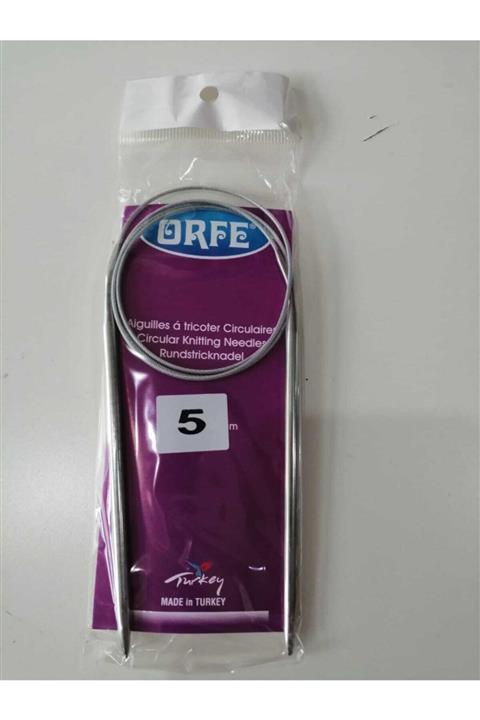 ORFE®
Aiguilles á tricoter Circulaires
Circular Knitting Needles
Rundstricknadel
5
m
Turkey
MADE in TURKEY